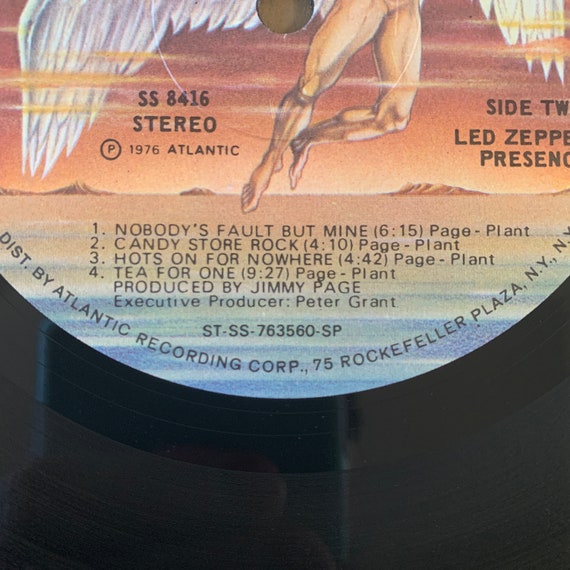 SS 8416
STEREO
Ⓟ 1976 ATLANTIC
SIDE TW
LED ZEPPE
PRESENC
1. NOBODY'S FAULT BUT MINE (6:15) Page - Plant
2. CANDY STORE ROCK (4:10) Page - Plant
3. HOTS ON FOR NOWHERE (4:42) Page - Plant
4. TEA FOR ONE (9:27) Page - Plant
PRODUCED BY JIMMY PAGE
Executive Producer: Peter Grant
ST-SS-763560-SP
DIST. BY ATLANTIC RECORDING CORP., 75 ROCKEFELLER PLAZA, N.Y., N.Y.